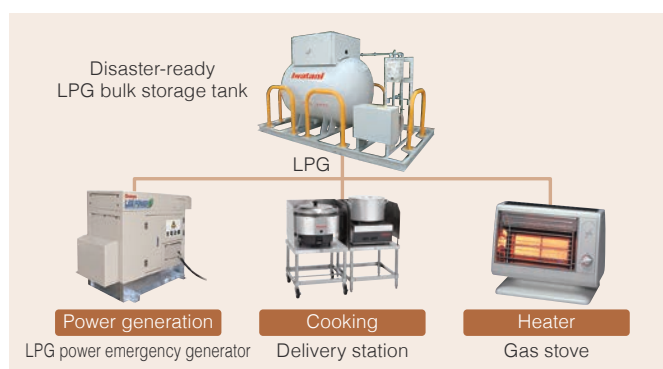 Disaster-ready
LPG bulk storage tank
Iwatani
LPG
Power generation
Cooking
Heater
LPG power emergency generator
Delivery station
Gas stove